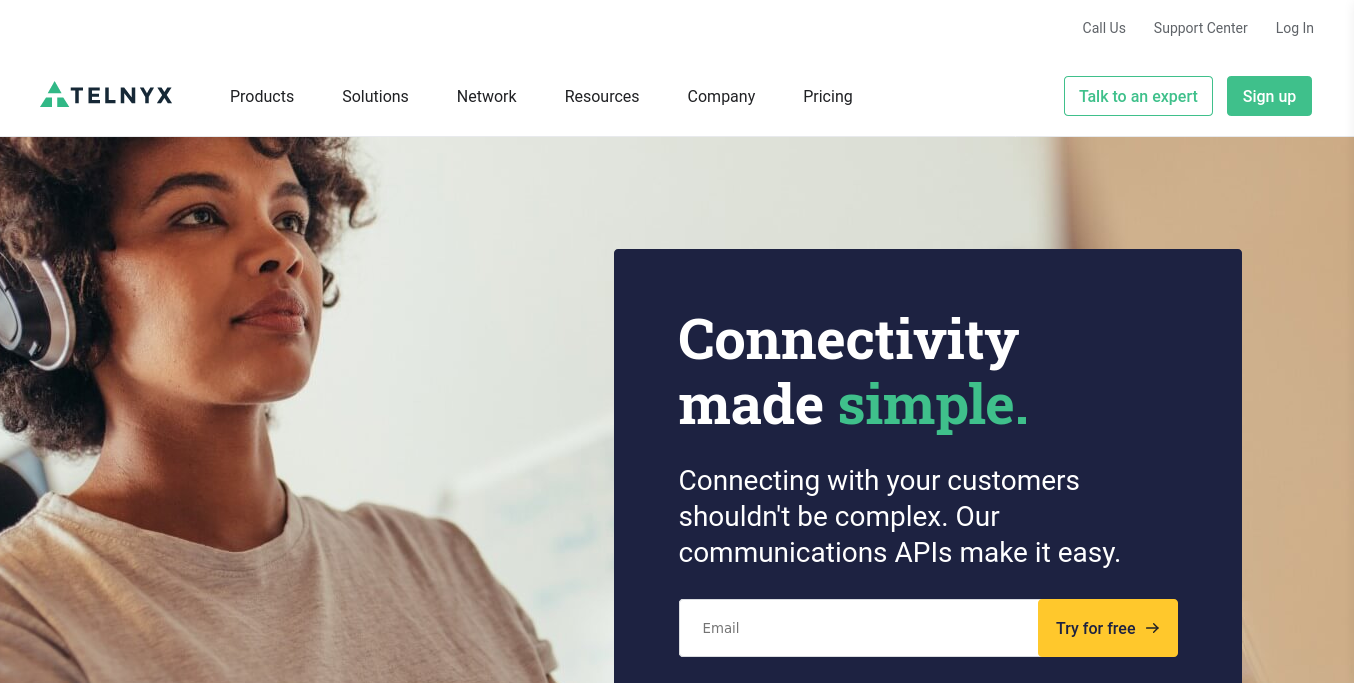 Call Us Support Center Log In
TELNYX Products Solutions Network Resources Company Pricing Talk to an expert Sign up
Connectivity
made simple.
Connecting with your customers
shouldn't be complex. Our
communications APIs make it easy.
Email Try for free →